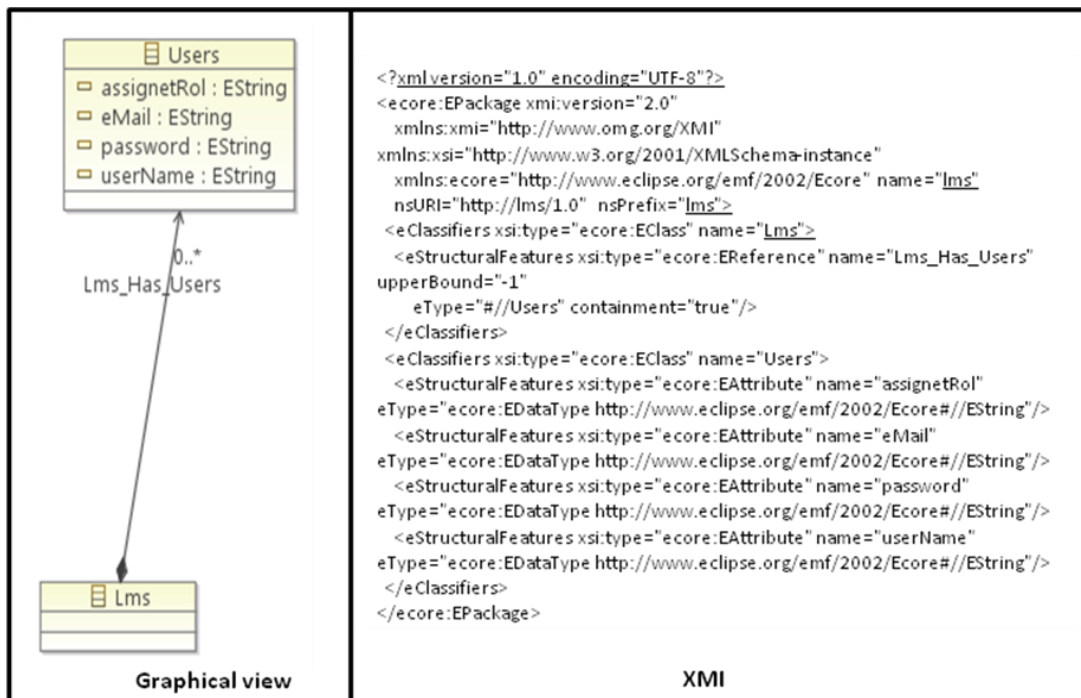 Users
assignetRol : EString
eMail : EString
password : EString
userName : EString
0..*
Lms_Has_Users
Lms
Graphical view
<?xml version="1.0" encoding="UTF-8"?>
<ecore:EPackage xmi:version="2.0"
xmlns:xmi="http://www.omg.org/XMI"
xmlns:xsi="http://www.w3.org/2001/XMLSchema-instance"
xmlns:ecore="http://www.eclipse.org/emf/2002/Ecore" name="lms"
nsURI="http://lms/1.0" nsPrefix="lms">
<eClassifiers xsi:type="ecore:EClass" name="Lms">
<eStructuralFeatures xsi:type="ecore:EReference" name="Lms_Has_Users"
upperBound="-1"
eType="#//Users" containment="true"/>
</eClassifiers>
<eClassifiers xsi:type="ecore:EClass" name="Users">
<eStructuralFeatures xsi:type="ecore:EAttribute" name="assignetRol"
eType="ecore:EDataType http://www.eclipse.org/emf/2002/Ecore#//EString"/>
<eStructuralFeatures xsi:type="ecore:EAttribute" name="eMail"
eType="ecore:EDataType http://www.eclipse.org/emf/2002/Ecore#//EString"/>
<eStructuralFeatures xsi:type="ecore:EAttribute" name="password"
eType="ecore:EDataType http://www.eclipse.org/emf/2002/Ecore#//EString"/>
<eStructuralFeatures xsi:type="ecore:EAttribute" name="userName"
eType="ecore:EDataType http://www.eclipse.org/emf/2002/Ecore#//EString"/>
</eClassifiers>
</ecore:EPackage>
XMI